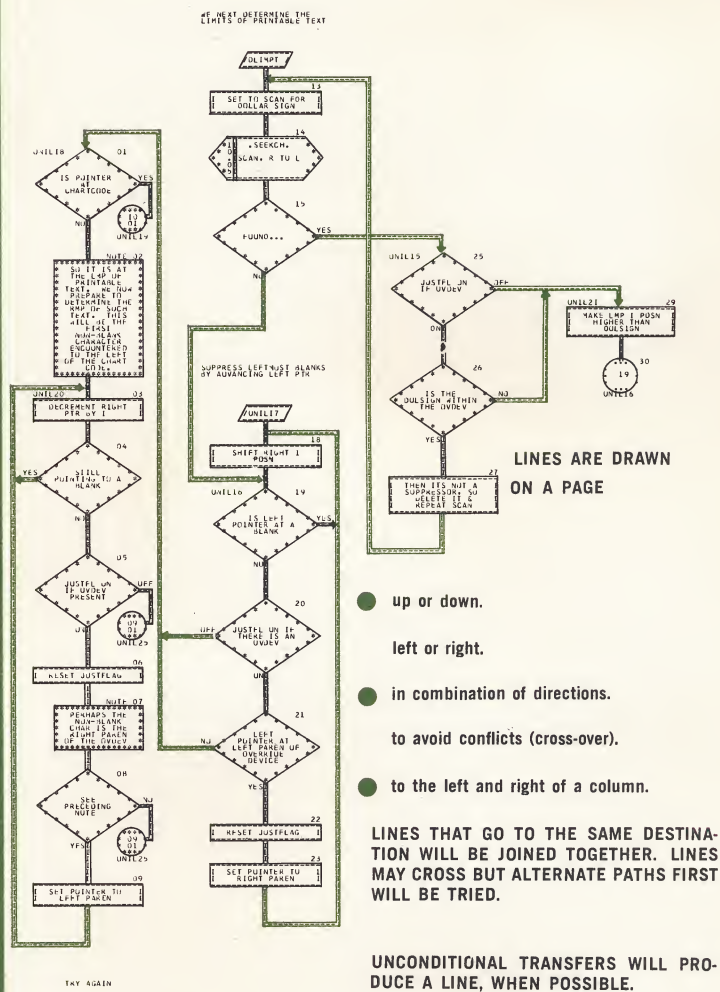 WE NEXT DETERMINE THE
LIMITS OF PRINTABLE TEXT
DLIMPT
13
SET TO SCAN FOR
DOLLAR SIGN
14
.SEEKCH.
SCAN. R TO L
15
FOUND...
YES
NO
UNIL18
01
IS POINTER
AT
CHARTCODE
YES
10
01
UNIL19
NO
NOTE 02
SO IT IS AT
THE LMP OF
PRINTABLE
TEXT. WE NOW
PREPARE TO
DETERMINE THE
RMP OF SUCH
TEXT. THIS
WILL BE THE
FIRST
NON-BLANK
CHARACTER
ENCOUNTERED
TO THE LEFT
OF THE CHART
CODE.
UNIL20
03
DECREMENT RIGHT
PTR BY 1
04
STILL
POINTING TO A
BLANK
YES
NO
05
JUSTFL ON
IF OVDEV
PRESENT
OFF
09
01
UNIL25
ON
06
RESET JUSTFLAG
NOTE 07
PERHAPS THE
NON-BLANK
CHAR IS THE
RIGHT PAREN
OF THE OVDEV
08
SEE
PRECEDING
NOTE
NO
09
01
UNIL25
YES
09
SET POINTER TO
LEFT PAREN
TRY AGAIN
SUPPRESS LEFTMOST BLANKS
BY ADVANCING LEFT PTR
/UNIL17
18
SHIFT RIGHT 1
POSN
UNIL16
19
IS LEFT
POINTER AT A
BLANK
YES
NO
20
JUSTFL ON IF
THERE IS AN
OVDEV
OFF
ON
21
LEFT
POINTER AT
LEFT PAREN OF
OVERRIDE
DEVICE
NO
YES
22
RESET JUSTFLAG
23
SET POINTER TO
RIGHT PAREN
UNIL15
25
JUSTFL ON
IF OVDEV
OFF
ON
26
IS THE
DOLSIGN WITHIN
THE OVDEV
NO
YES
27
THEN ITS NOT A
SUPPRESSOR, SO
DELETE IT &
REPEAT SCAN
UNIL21
29
MAKE LMP 1 POSN
HIGHER THAN
DOLSIGN
30
19
UNIL16
LINES ARE DRAWN
ON A PAGE
up or down.
left or right.
in combination of directions.
to avoid conflicts (cross-over).
to the left and right of a column.
LINES THAT GO TO THE SAME DESTINA-
TION WILL BE JOINED TOGETHER. LINES
MAY CROSS BUT ALTERNATE PATHS FIRST
WILL BE TRIED.
UNCONDITIONAL TRANSFERS WILL PRO-
DUCE A LINE, WHEN POSSIBLE.